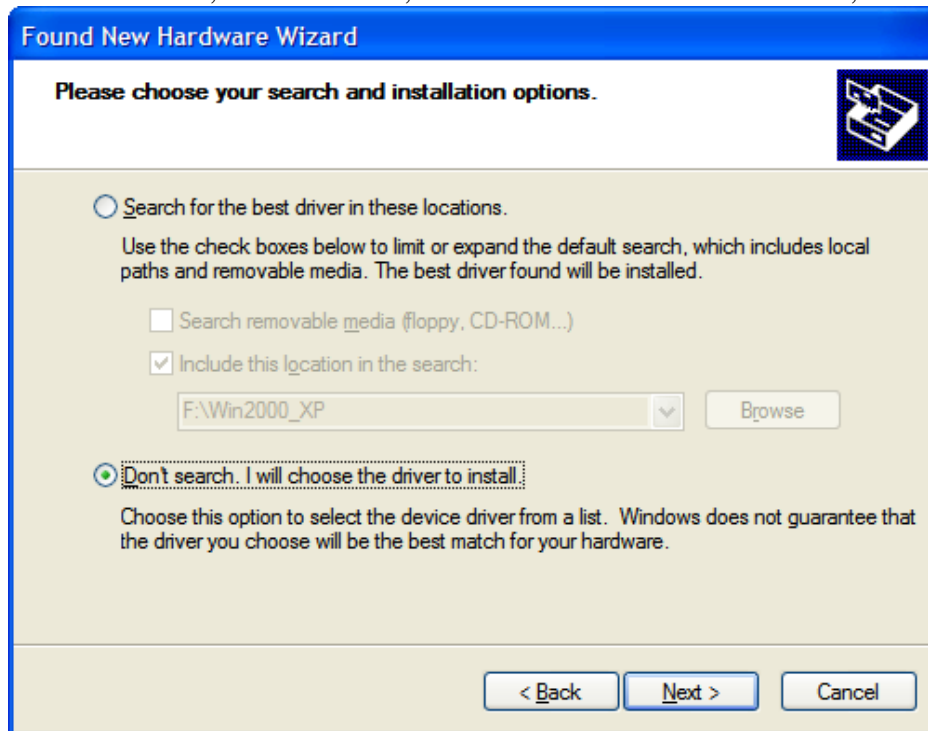 Found New Hardware Wizard
Please choose your search and installation options.
Search for the best driver in these locations.
Use the check boxes below to limit or expand the default search, which includes local
paths and removable media. The best driver found will be installed.
Search removable media (floppy, CD-ROM...)
Include this location in the search:
F:\Win2000_XP
Browse
Don't search. I will choose the driver to install.
Choose this option to select the device driver from a list. Windows does not guarantee that
the driver you choose will be the best match for your hardware.
< Back Next > Cancel